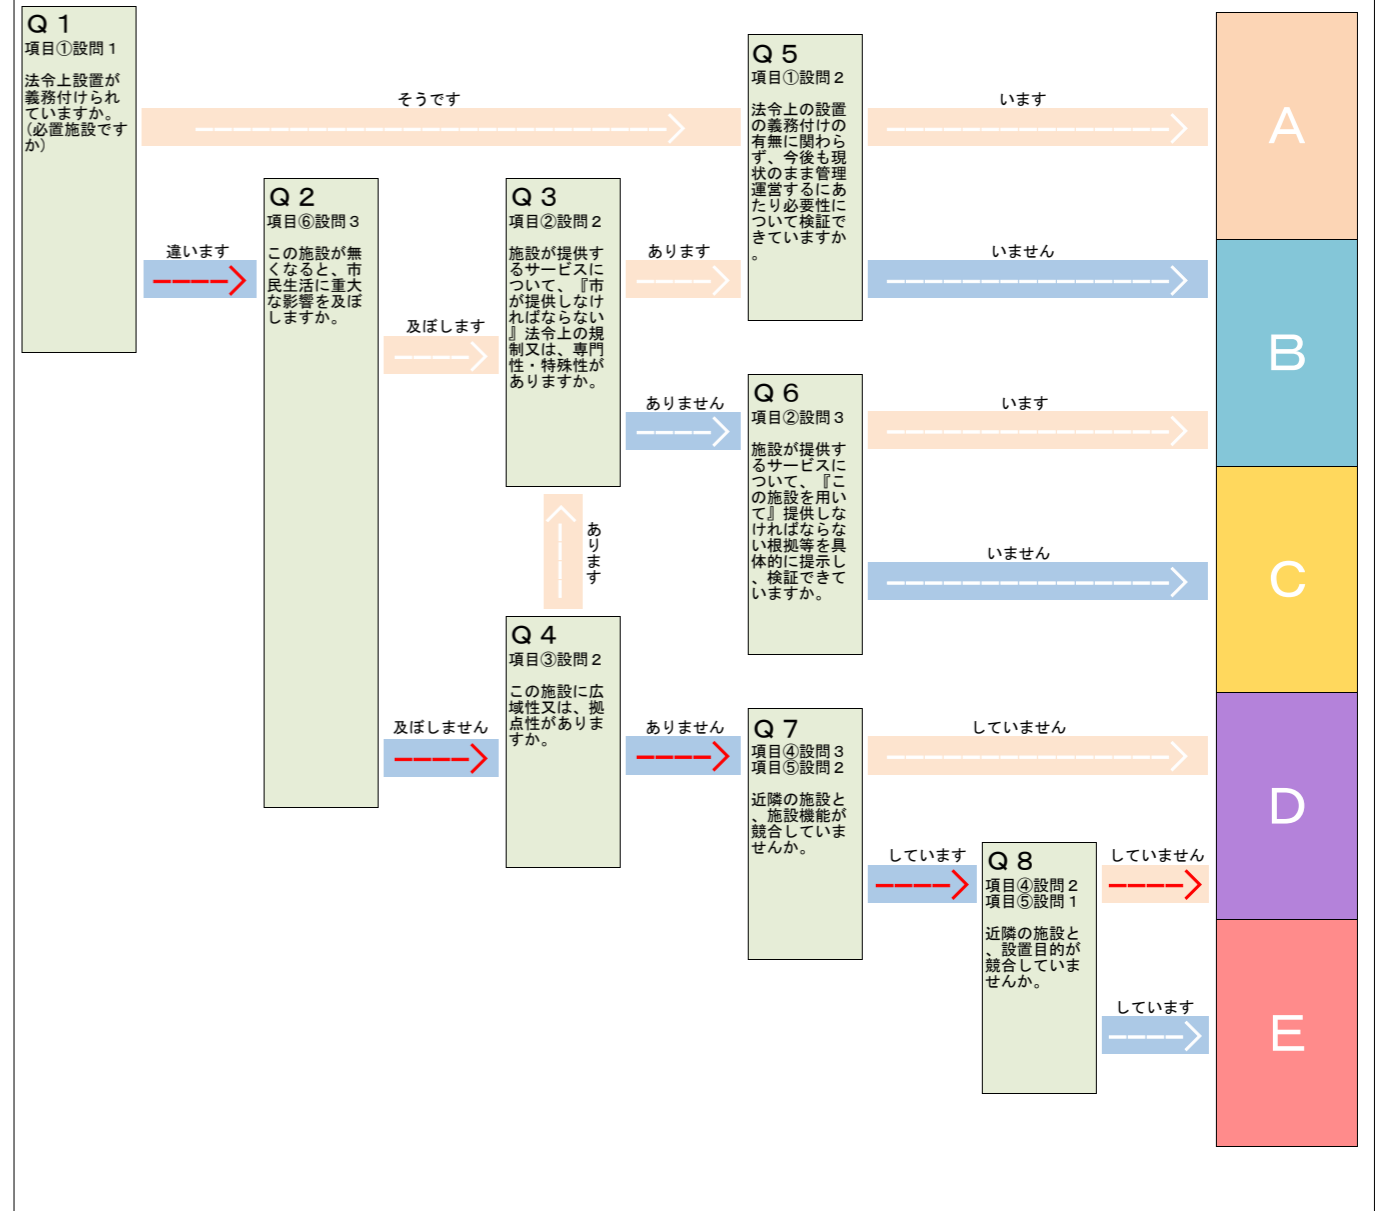 Q 1
項目①設問1
法令上設置が
義務付けられ
ていますか。
(必置施設です
か)
そうです
違います
Q 2
項目⑥設問3
この施設が無
くなると、市
民生活に重大
な影響を及ぼ
しますか。
及ぼします
及ぼしません
Q 3
項目②設問2
施設が提供す
るサービスに
ついて、『市
が提供しなけ
ればならない
』法令上の規
制又は、専門
性・特殊性が
ありますか。
あります
ありません
あります
Q 4
項目③設問2
この施設に広
域性又は、拠
点性がありま
すか。
ありません
Q 5
項目①設問2
法令上の設置
の義務付けの
有無に関わら
ず、今後も現
状のまま管理
運営するにあ
たり必要性に
ついて検証で
きていますか
。
います
いません
Q 6
項目②設問3
施設が提供す
るサービスに
ついて、『こ
の施設を用い
て』提供しな
ければならな
い根拠等を具
体的に提示し
、検証できて
いますか。
います
いません
Q 7
項目④設問3
項目⑤設問2
近隣の施設と
、施設機能が
競合していま
せんか。
していません
しています
Q 8
項目④設問2
項目⑤設問1
近隣の施設と
、設置目的が
競合していま
せんか。
していません
しています
A
B
C
D
E